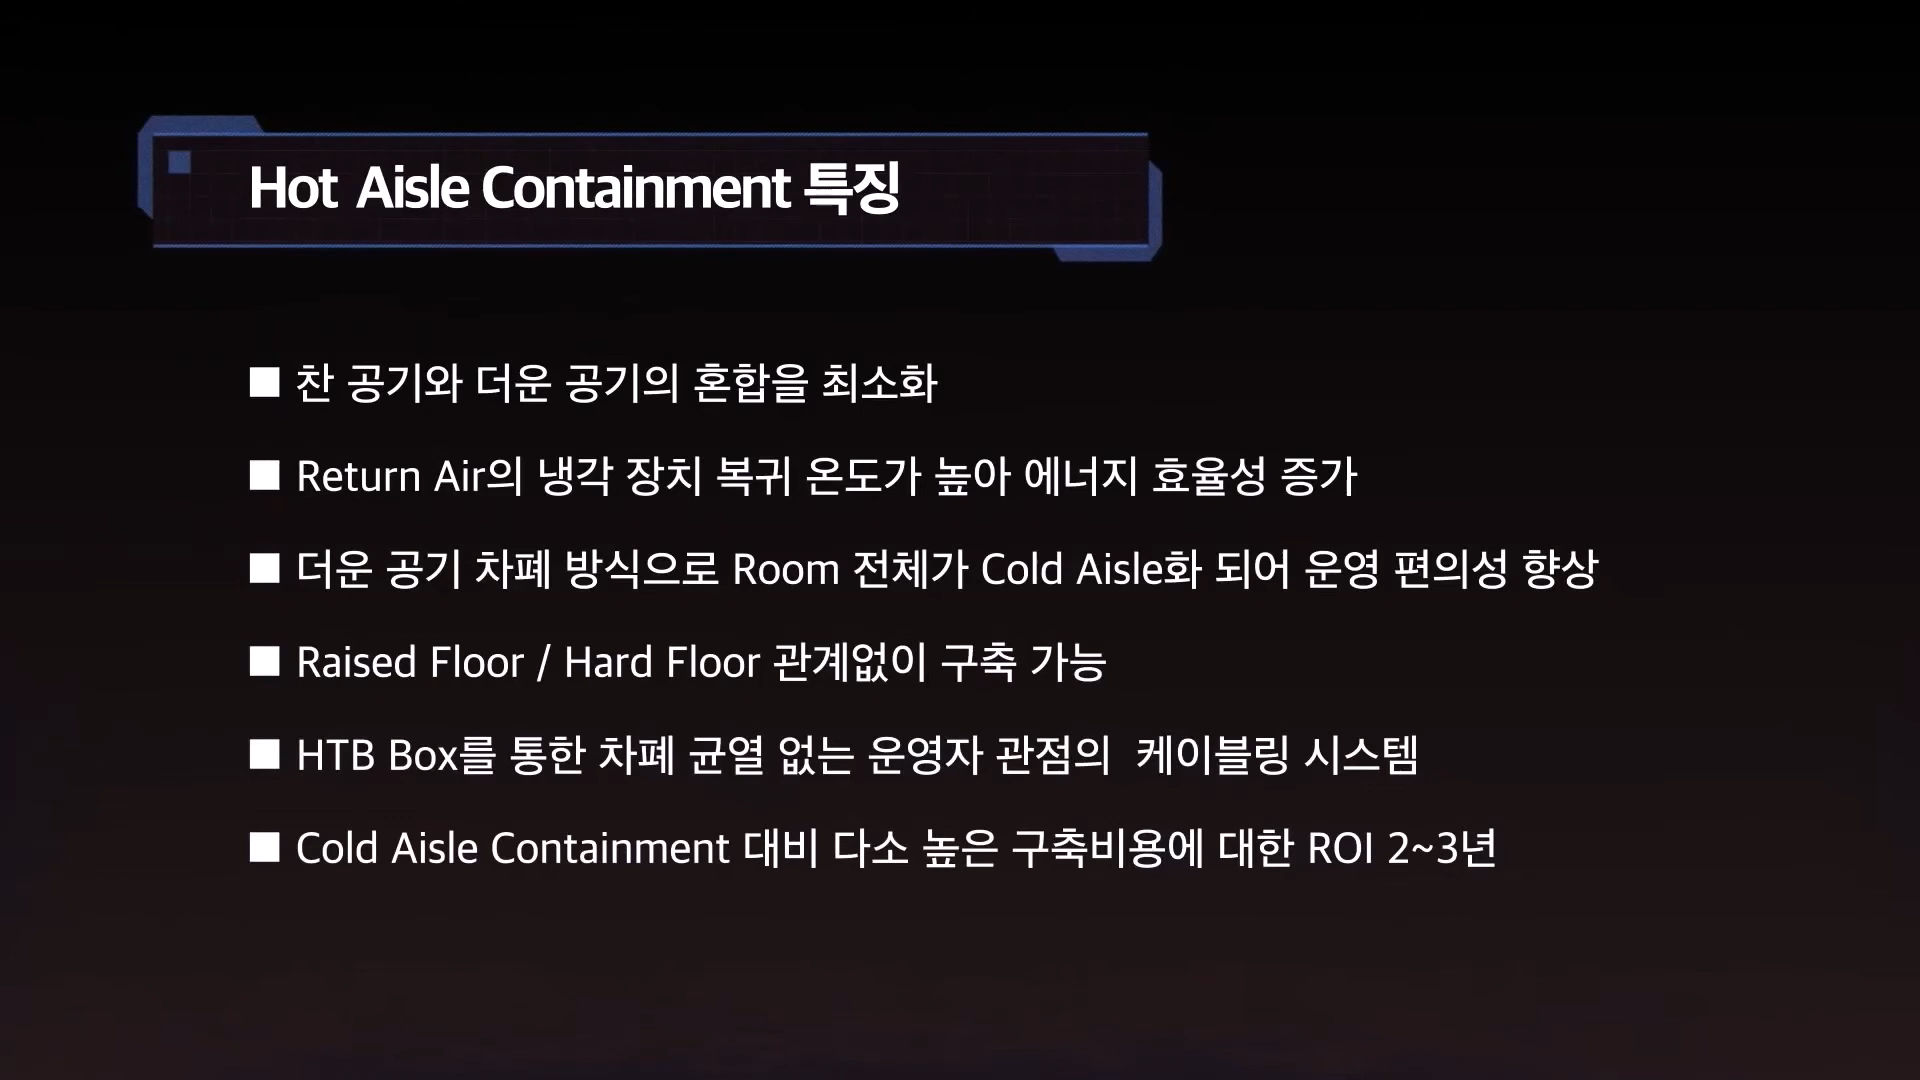 Hot Aisle Containment 특징
■ 찬 공기와 더운 공기의 혼합을 최소화
■ Return Air의 냉각 장치 복귀 온도가 높아 에너지 효율성 증가
■ 더운 공기 차폐 방식으로 Room 전체가 Cold Aisle화 되어 운영 편의성 향상
■ Raised Floor / Hard Floor 관계없이 구축 가능
■ HTB Box를 통한 차폐 균열 없는 운영자 관점의 케이블링 시스템
■ Cold Aisle Containment 대비 다소 높은 구축비용에 대한 ROI 2~3년